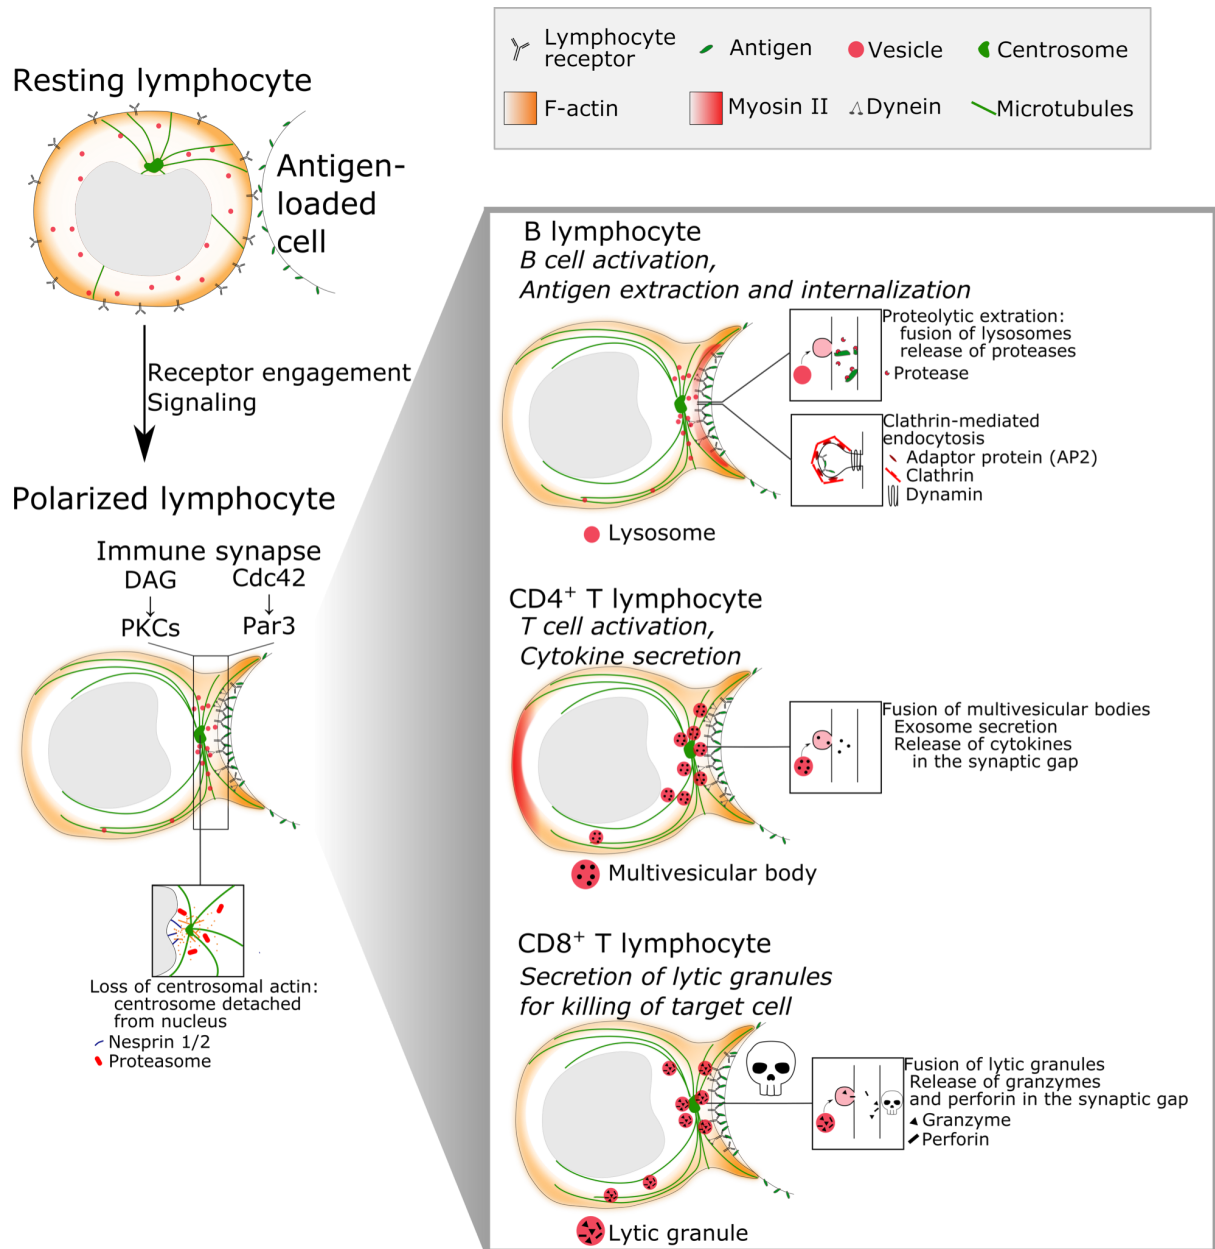 Lymphocyte
receptor
Antigen
Vesicle
Centrosome
F-actin
Myosin II
Dynein
Microtubules
Resting lymphocyte
Antigen-
loaded
cell
Receptor engagement
Signaling
Polarized lymphocyte
Immune synapse
DAG
Cdc42
↓
↓
PKCs
Par3
Loss of centrosomal actin:
centrosome detached
from nucleus
Nesprin 1/2
Proteasome
B lymphocyte
B cell activation,
Antigen extraction and internalization
Proteolytic extration:
fusion of lysosomes
release of proteases
Protease
Clathrin-mediated
endocytosis
Adaptor protein (AP2)
Clathrin
Dynamin
Lysosome
CD4⁺ T lymphocyte
T cell activation,
Cytokine secretion
Fusion of multivesicular bodies
Exosome secretion
Release of cytokines
in the synaptic gap
Multivesicular body
CD8⁺ T lymphocyte
Secretion of lytic granules
for killing of target cell
Fusion of lytic granules
Release of granzymes
and perforin in the synaptic gap
Granzyme
Perforin
Lytic granule